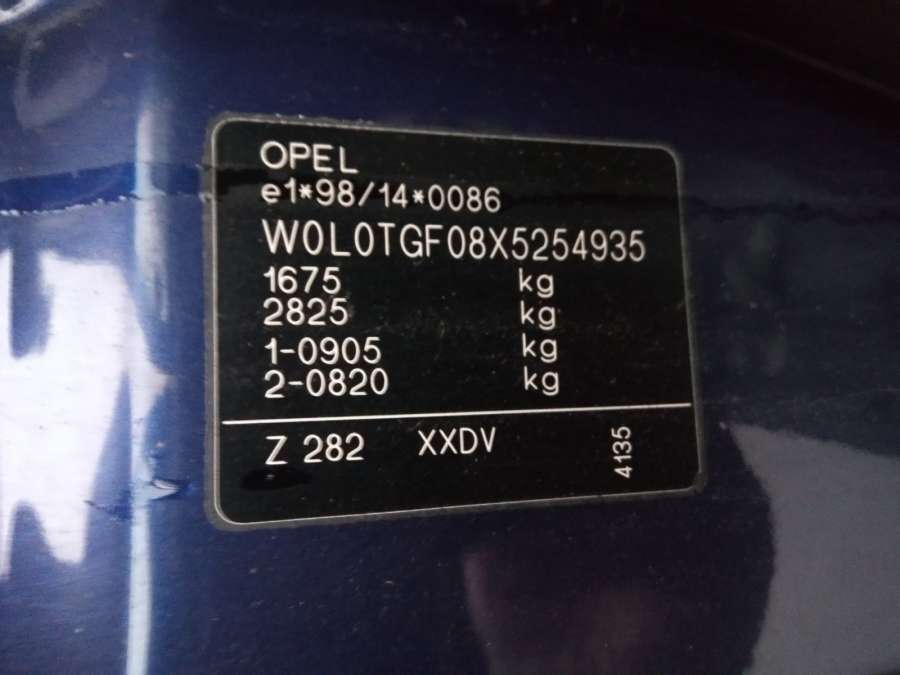 OPEL
e1*98/14*0086
W0L0TGF08X5254935
1675 kg
2825 kg
1-0905 kg
2-0820 kg
Z 282 XXDV 4135